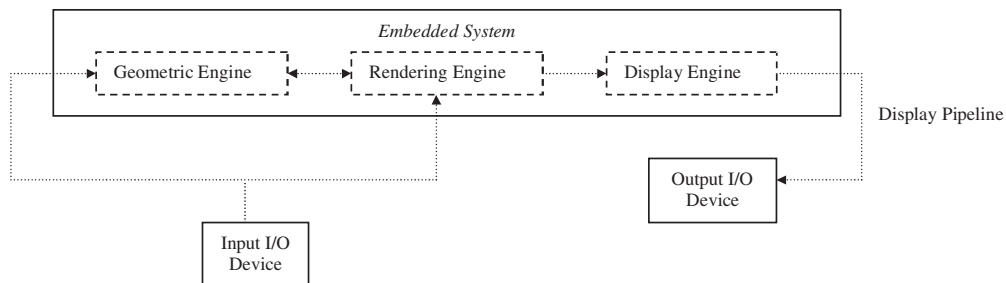 Embedded System
Geometric Engine
Rendering Engine
Display Engine
Display Pipeline
Output I/O
Device
Input I/O
Device